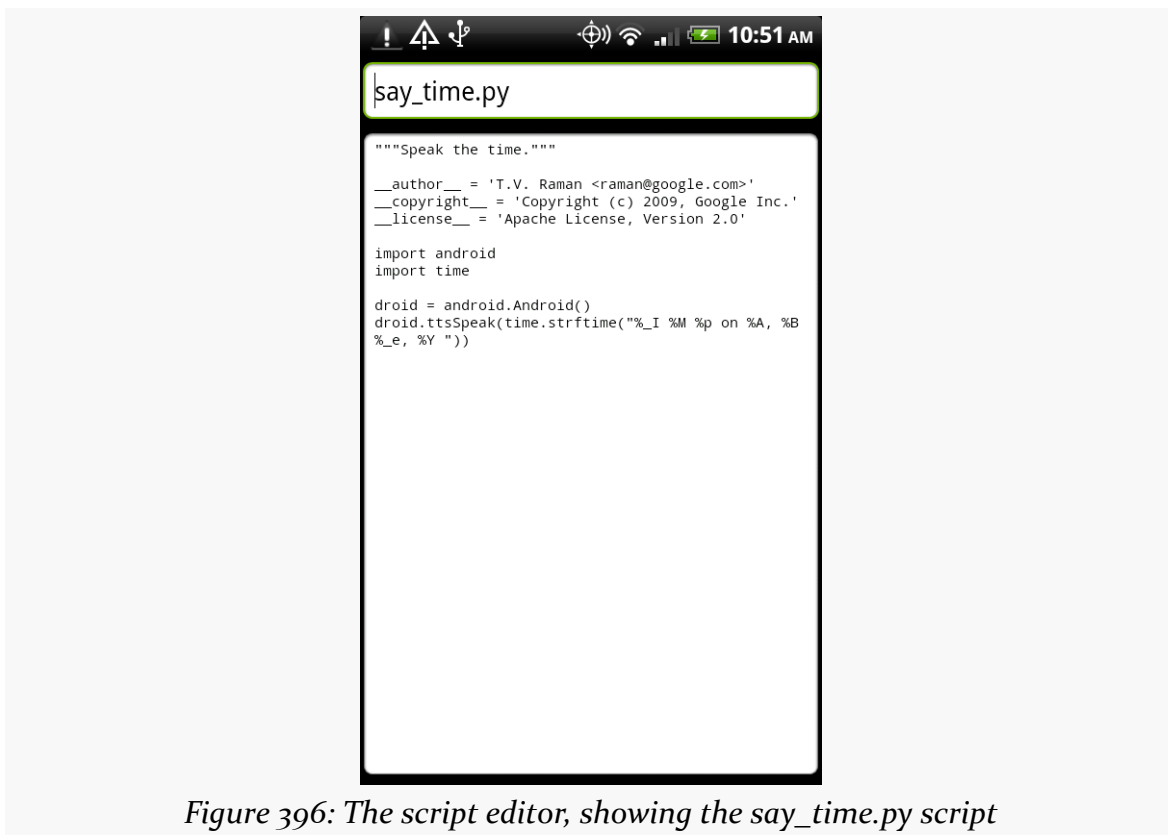 10:51 AM
say_time.py
"""Speak the time."""
__author__ = 'T.V. Raman <raman@google.com>'
__copyright__ = 'Copyright (c) 2009, Google Inc.'
__license__ = 'Apache License, Version 2.0'
import android
import time
droid = android.Android()
droid.ttsSpeak(time.strftime("%_I %M %p on %A, %B
%_e, %Y "))
Figure 396: The script editor, showing the say_time.py script